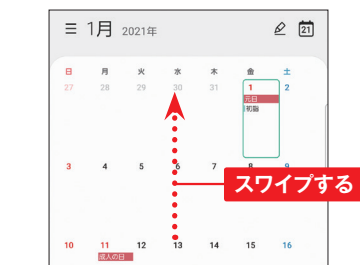 1月 2021年 21
日 月 火 水 木 金 土
27 28 29 30 31 1 2
元日
初詣
3 4 5 6 7 8 9
スワイプする
10 11 12 13 14 15 16
成人の日